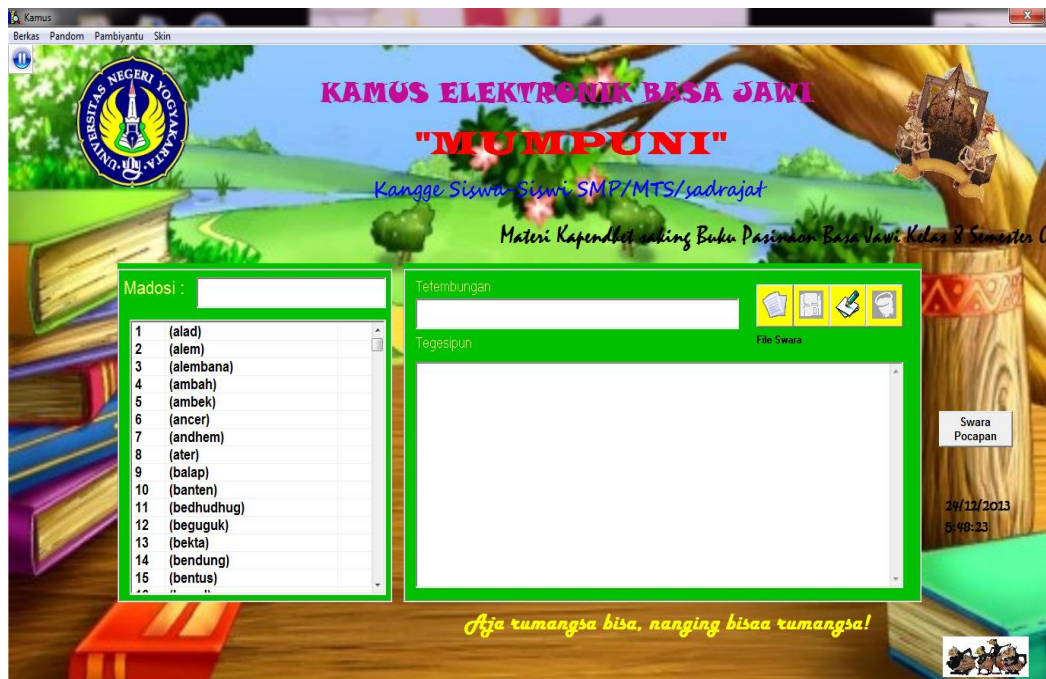 Kamus
Berkas Pandom Pambiyantu Skin
UNIVERSITAS NEGERI YOGYAKARTA
KAMUS ELEKTRONIK BASA JAWI
"MUMPUNI"
Kangge Siswa-Siswi SMP/MTS/sadrajat
Materi Kapendhet saking Buku Pasinaon Basa Jawi Kelas 8 Semester
Madosi :
1 (alad)
2 (alem)
3 (alembana)
4 (ambah)
5 (ambek)
6 (ancer)
7 (andhem)
8 (ater)
9 (balap)
10 (banten)
11 (bedhudhug)
12 (beguguk)
13 (bekta)
14 (bendung)
15 (bentus)
Tetembungan
File Swara
Tegesipun
Swara
Pocapan
24/12/2013
5:48:23
Aja rumangsa bisa, nanging bisaa rumangsa!